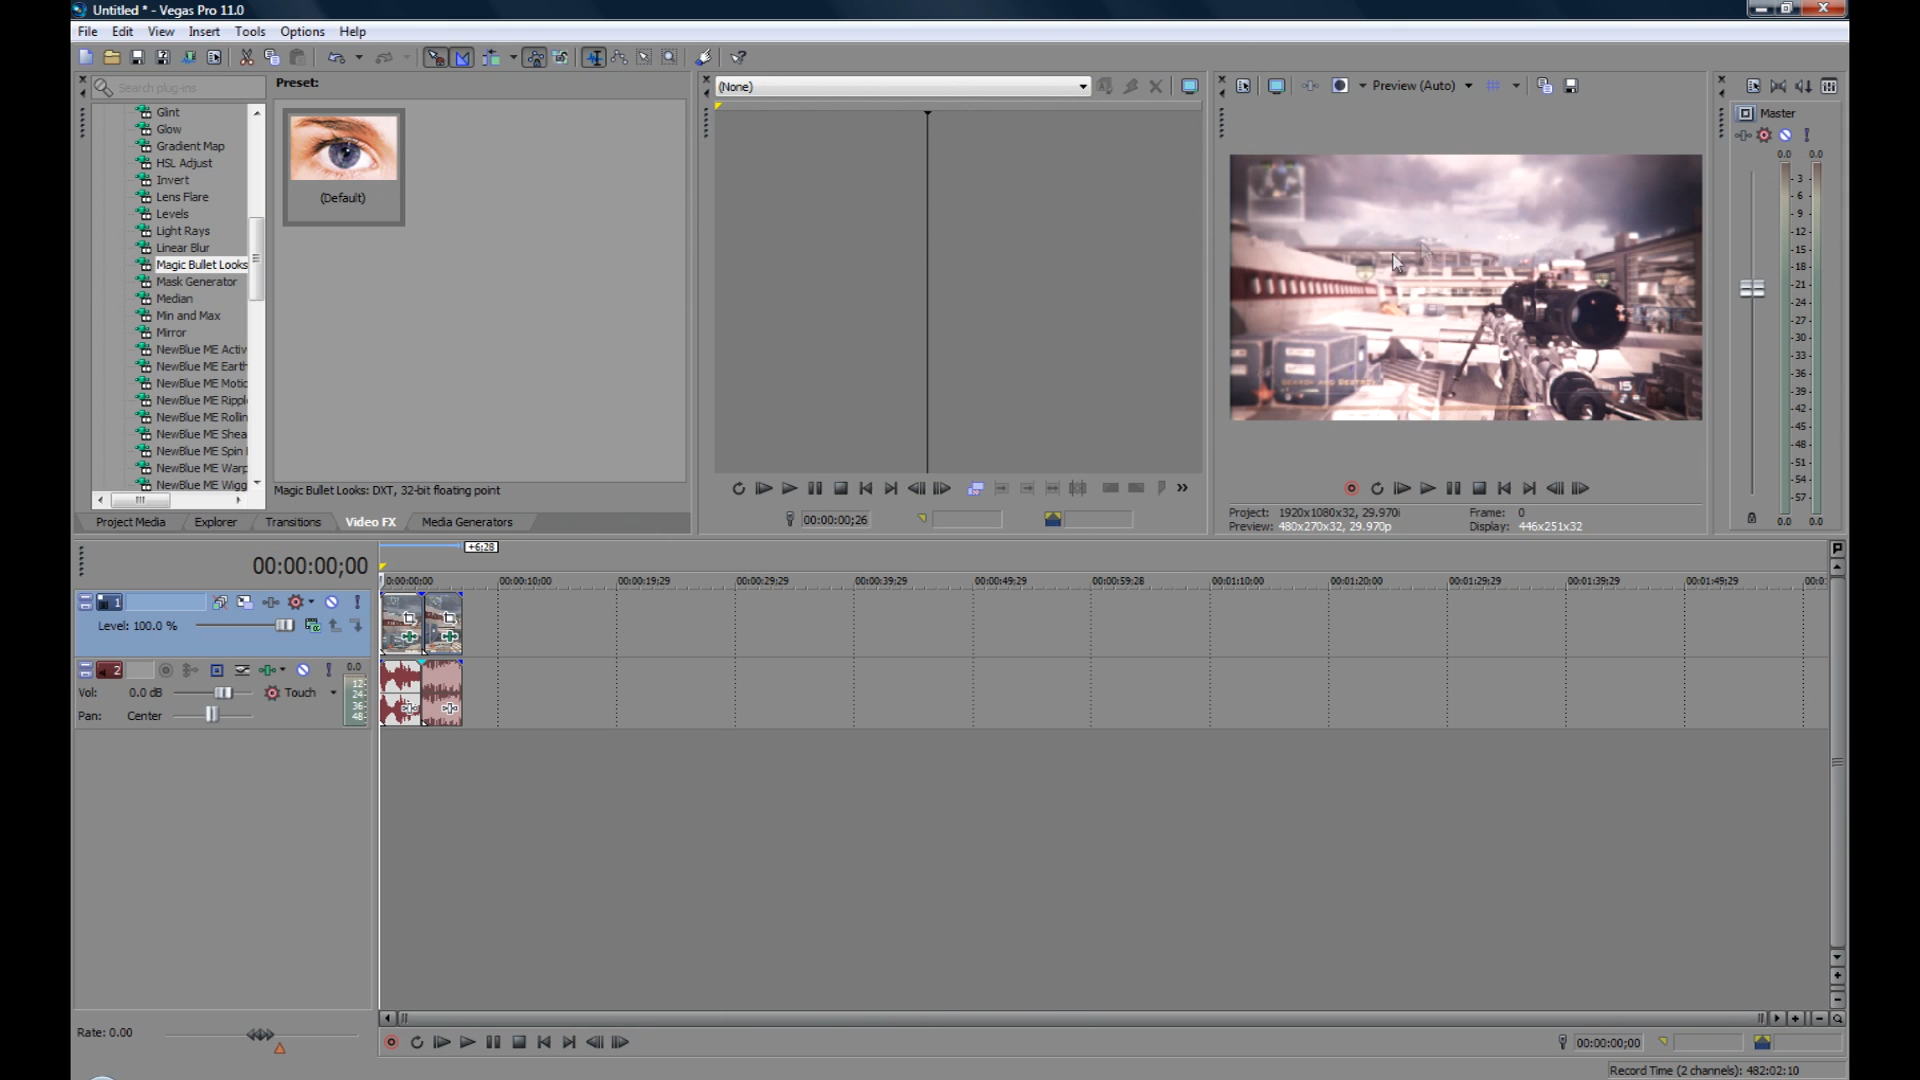 Untitled * - Vegas Pro 11.0
File Edit View Insert Tools Options Help
Search plug-ins
Preset:
(None)
Preview (Auto)
Master
Glint
Glow
Gradient Map
HSL Adjust
Invert
Lens Flare
Levels
Light Rays
Linear Blur
Magic Bullet Looks
Mask Generator
Median
Min and Max
Mirror
NewBlue ME Activ
NewBlue ME Earth
NewBlue ME Motic
NewBlue ME Rippl
NewBlue ME Rollin
NewBlue ME Shea
NewBlue ME Spin
NewBlue ME Warp
NewBlue ME Wigg
(Default)
Magic Bullet Looks: DXT, 32-bit floating point
Project Media Explorer Transitions Video FX Media Generators
00:00:00;26
SEARCH AND DESTROY
15
Project: 1920x1080x32, 29.970i Frame: 0
Preview: 480x270x32, 29.970p Display: 446x251x32
0.0 0.0
- 3 -
- 6 -
- 9 -
-12-
-15-
-18-
-21-
-24-
-27-
-30-
-33-
-36-
-39-
-42-
-45-
-48-
-51-
-54-
-57-
0.0 0.0
00:00:00;00
+6;28
0:00:00;00 00:00:10;00 00:00:19;29 00:00:29;29 00:00:39;29 00:00:49;29 00:00:59;28 00:01:10;00 00:01:20;00 00:01:29;29 00:01:39;29 00:01:49;29 00:0
1
Level: 100.0 %
2
0.0
Vol: 0.0 dB Touch
Pan: Center
12-
24-
36-
48-
Rate: 0.00
00:00:00;00
Record Time (2 channels): 482:02:10